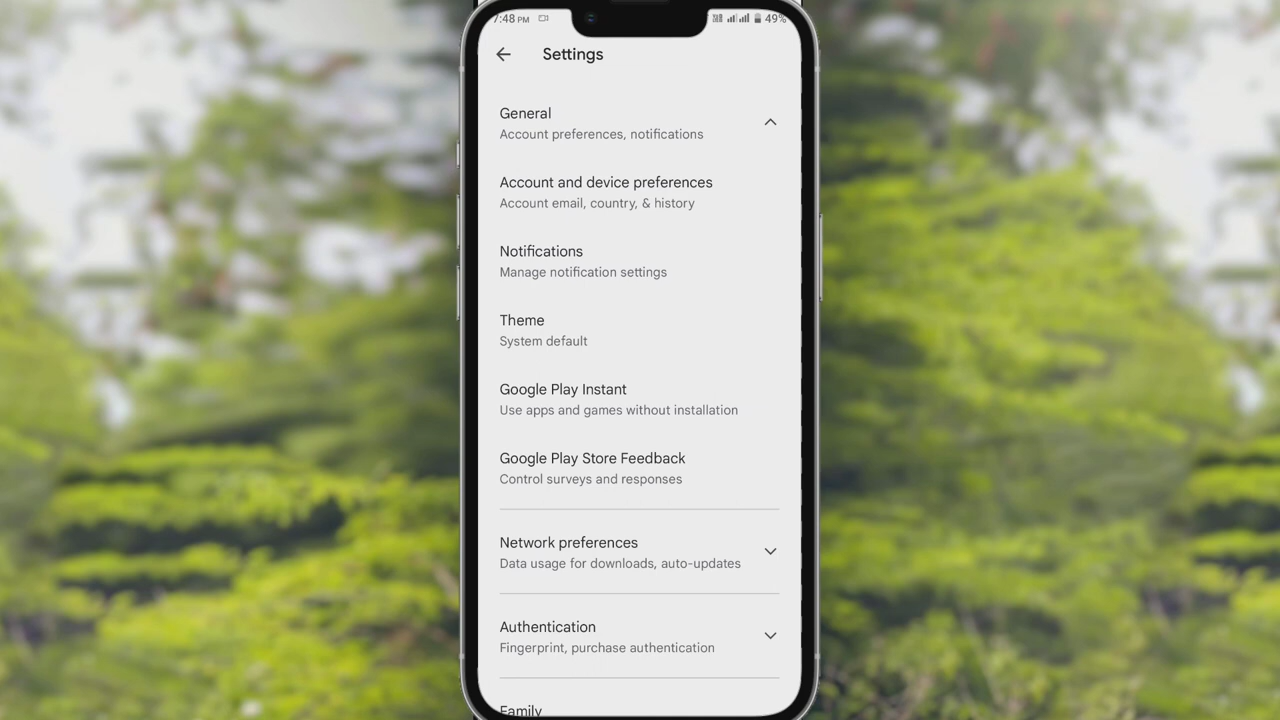 7:48 PM 49%
Settings
General
Account preferences, notifications
Account and device preferences
Account email, country, & history
Notifications
Manage notification settings
Theme
System default
Google Play Instant
Use apps and games without installation
Google Play Store Feedback
Control surveys and responses
Network preferences
Data usage for downloads, auto-updates
Authentication
Fingerprint, purchase authentication
Family